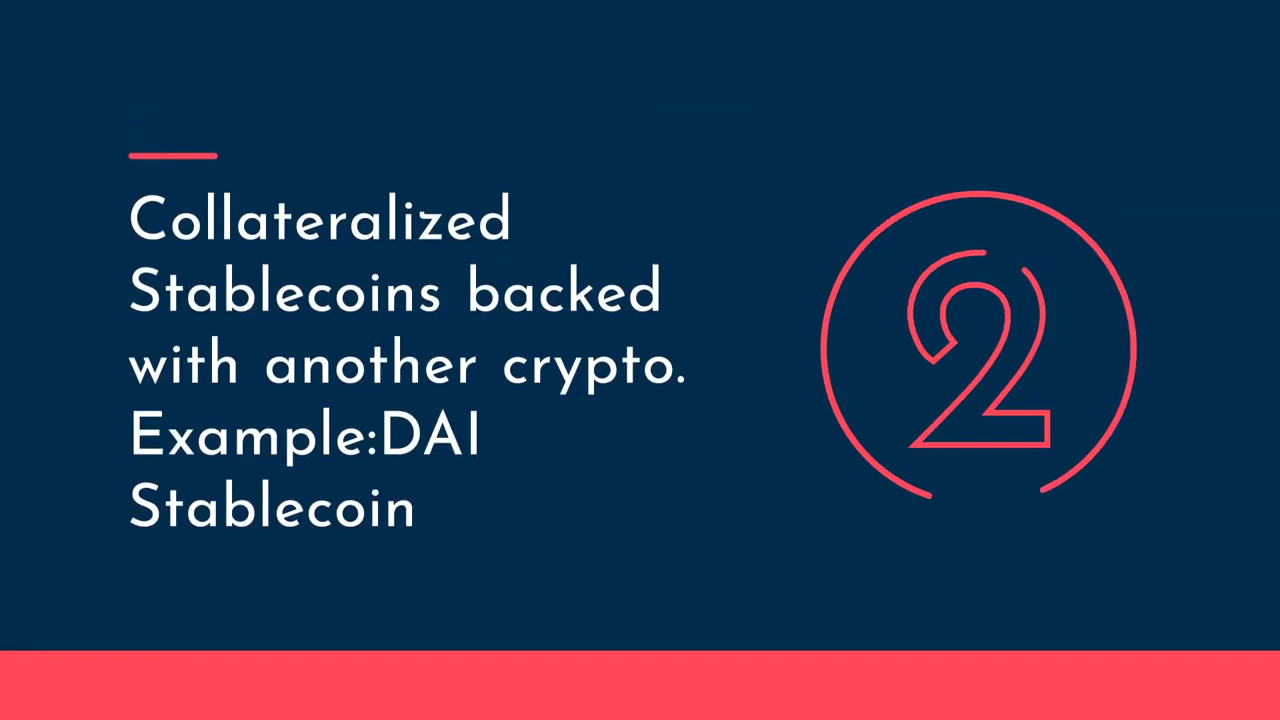 Collateralized
Stablecoins backed
with another crypto.
Example:DAI
Stablecoin
2